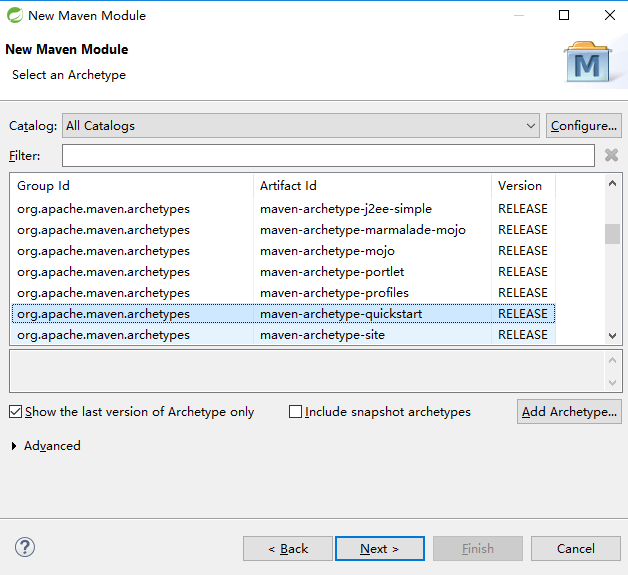 New Maven Module
New Maven Module
Select an Archetype
M
Catalog: All Catalogs Configure...
Filter:
Group Id Artifact Id Version
org.apache.maven.archetypes maven-archetype-j2ee-simple RELEASE
org.apache.maven.archetypes maven-archetype-marmalade-mojo RELEASE
org.apache.maven.archetypes maven-archetype-mojo RELEASE
org.apache.maven.archetypes maven-archetype-portlet RELEASE
org.apache.maven.archetypes maven-archetype-profiles RELEASE
org.apache.maven.archetypes maven-archetype-quickstart RELEASE
org.apache.maven.archetypes maven-archetype-site RELEASE
Show the last version of Archetype only Include snapshot archetypes Add Archetype...
Advanced
? < Back Next > Finish Cancel